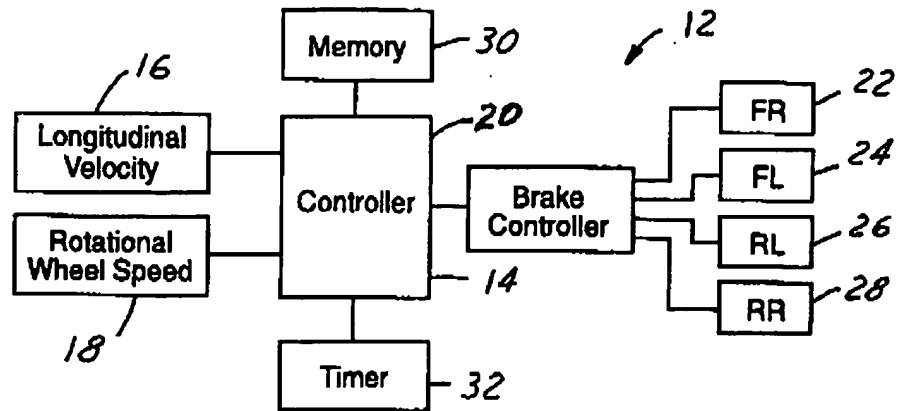 12
Memory
30
16
22
FR
20
Longitudinal
Velocity
24
FL
Controller
Brake
Controller
26
RL
Rotational
Wheel Speed
14
28
RR
18
Timer
32